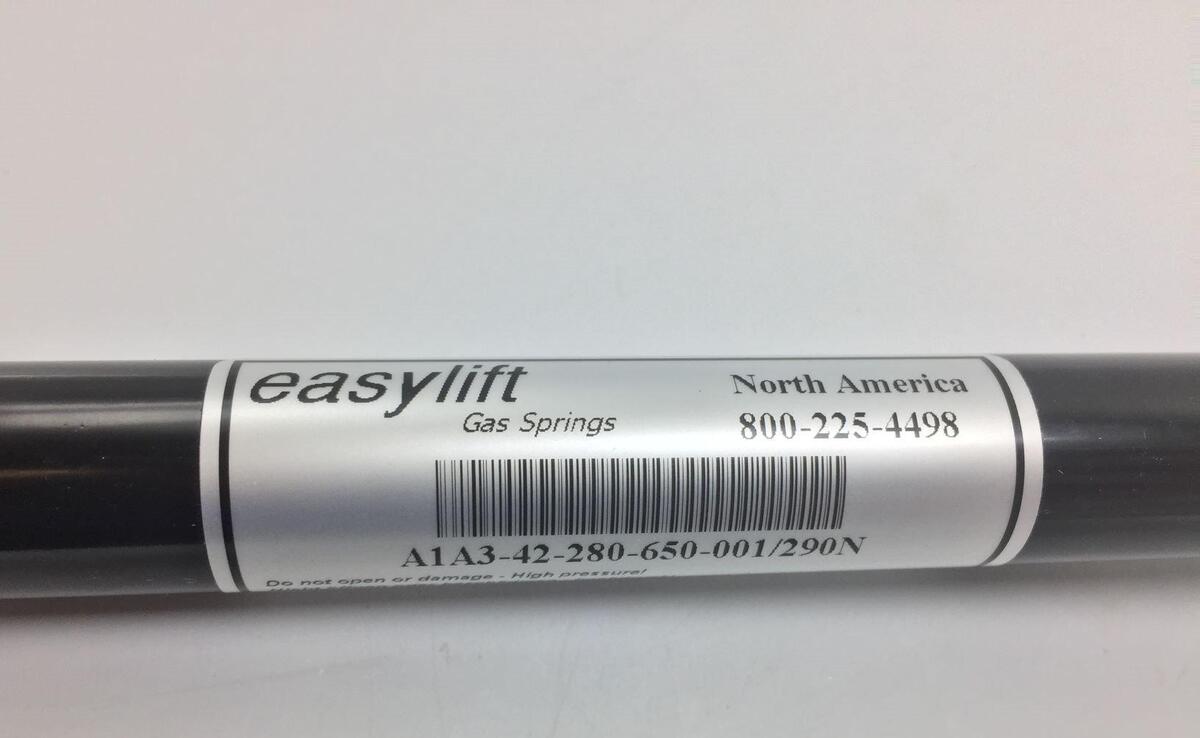 easylift
Gas Springs
North America
800-225-4498
A1A3-42-280-650-001/290N
Do not open or damage - High pressure!